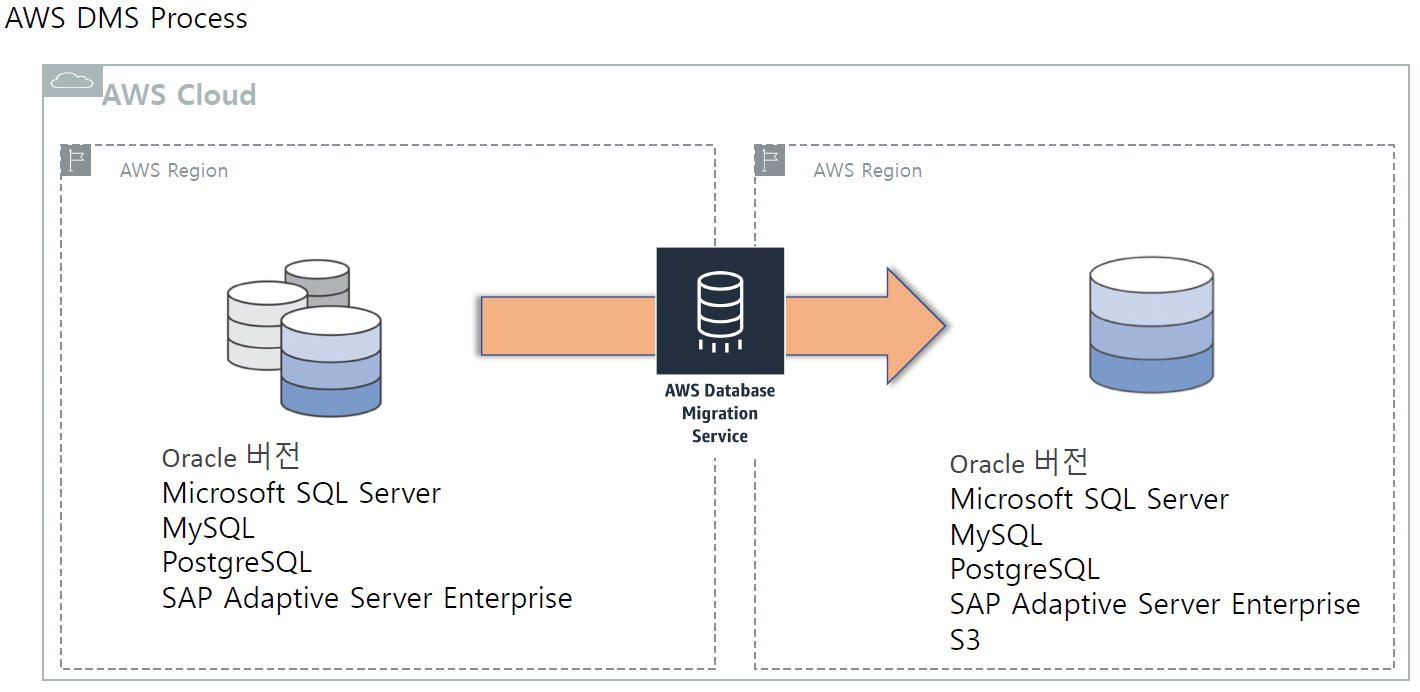 AWS DMS Process
AWS Cloud
AWS Region
AWS Region
AWS Database
Migration
Service
Oracle 버전
Microsoft SQL Server
MySQL
PostgreSQL
SAP Adaptive Server Enterprise
Oracle 버전
Microsoft SQL Server
MySQL
PostgreSQL
SAP Adaptive Server Enterprise
S3